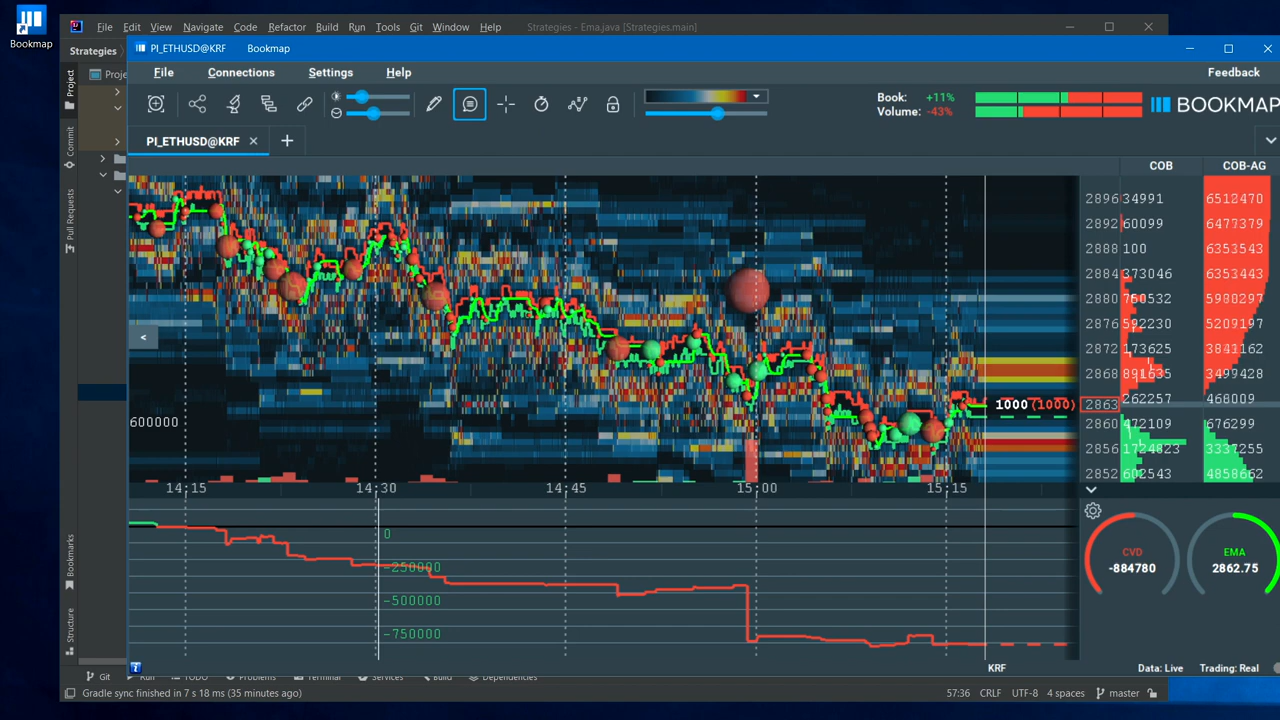 Bookmap
File Edit View Navigate Code Refactor Build Run Tools Git Window Help Strategies - Ema.java [Strategies.main]
Strategies
Project
Commit
Pull Requests
Bookmarks
Structure
PI_ETHUSD@KRF Bookmap
File Connections Settings Help Feedback
Book: +11%
Volume: -43%
BOOKMAP
PI_ETHUSD@KRF
COB COB-AG
2896 34991 6513470
2892 60099 6477379
2888 100 6353543
2884 373046 6353443
2880 760532 5980297
2876 592230 5209197
2872 173625 3841162
2868 891635 3499428
262257 466009
2863
2860 472109 676299
2856 1724823 3337255
2852 602543 4858662
<
1000 (1000)
600000
14:15 14:30 14:45 15:00 15:15
0
-250000
-500000
-750000
CVD
-884780
EMA
2862.75
KRF Data: Live Trading: Real
Git Run TODO Problems Terminal Services Build Dependencies
Gradle sync finished in 7 s 18 ms (35 minutes ago) 57:36 CRLF UTF-8 4 spaces master